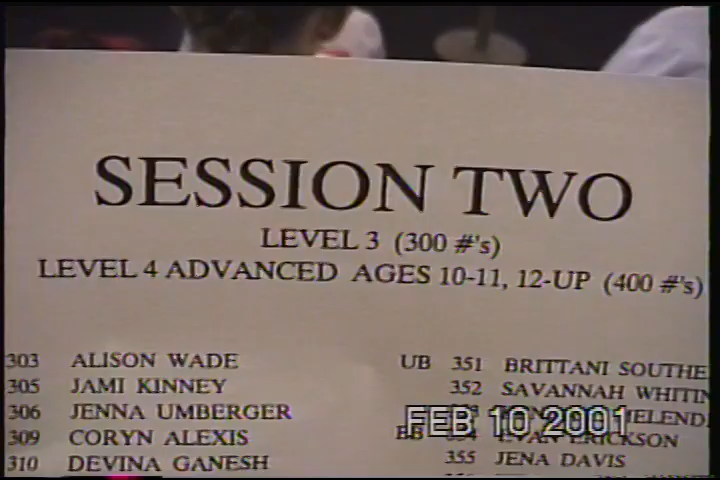 SESSION TWO
LEVEL 3 (300 #'s)
LEVEL 4 ADVANCED AGES 10-11, 12-UP (400 #'s)
303 ALISON WADE
305 JAMI KINNEY
306 JENNA UMBERGER
309 CORYN ALEXIS
310 DEVINA GANESH
UB 351 BRITTANI SOUTHE
352 SAVANNAH WHITIN
BB EVAN ERICKSON
355 JENA DAVIS
FEB 10 2001